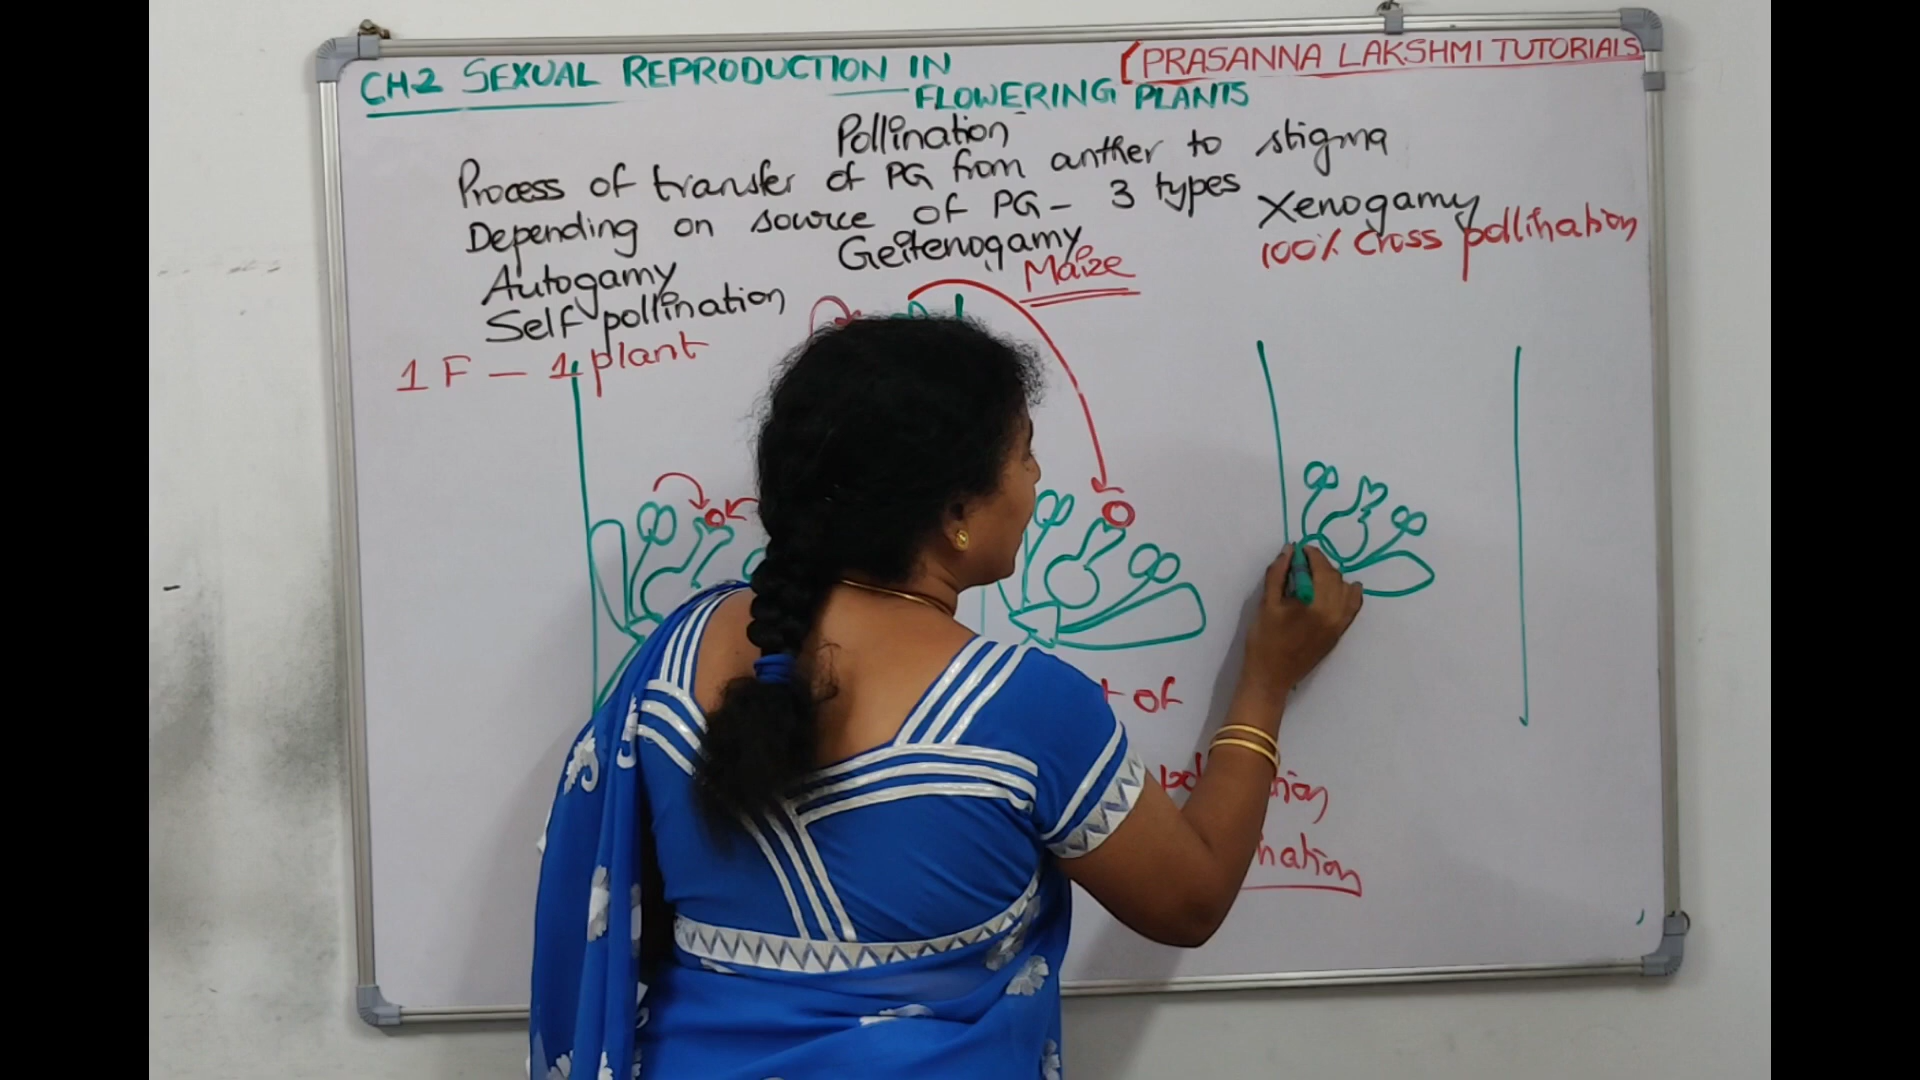 CH-2 SEXUAL REPRODUCTION IN
FLOWERING PLANTS
PRASANNA LAKSHMI TUTORIALS
Pollination
Process of transfer of PG from anther to stigma
Depending on source of PG - 3 types
Autogamy
Self pollination
1 F - 1 plant
Geitenogamy
Maize
Xenogamy
100% Cross pollination
of